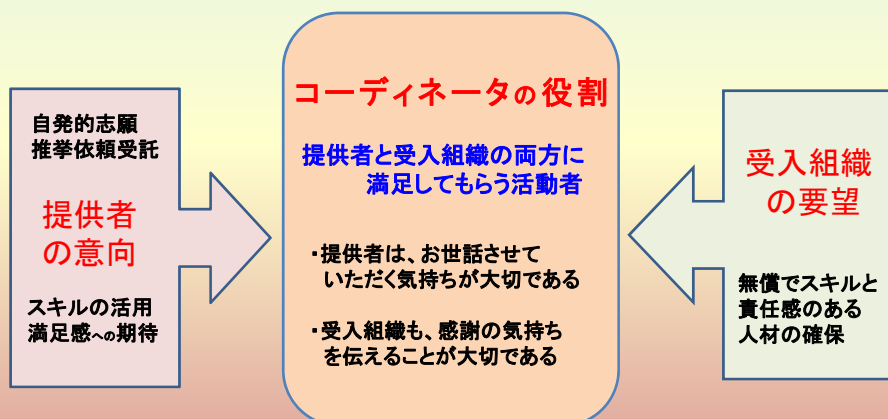 自発的志願
推挙依頼受託
提供者
の意向
スキルの活用
満足感への期待
コーディネータの役割
提供者と受入組織の両方に
満足してもらう活動者
・提供者は、お世話させて
いただく気持ちが大切である
・受入組織も、感謝の気持ち
を伝えることが大切である
受入組織
の要望
無償でスキルと
責任感のある
人材の確保